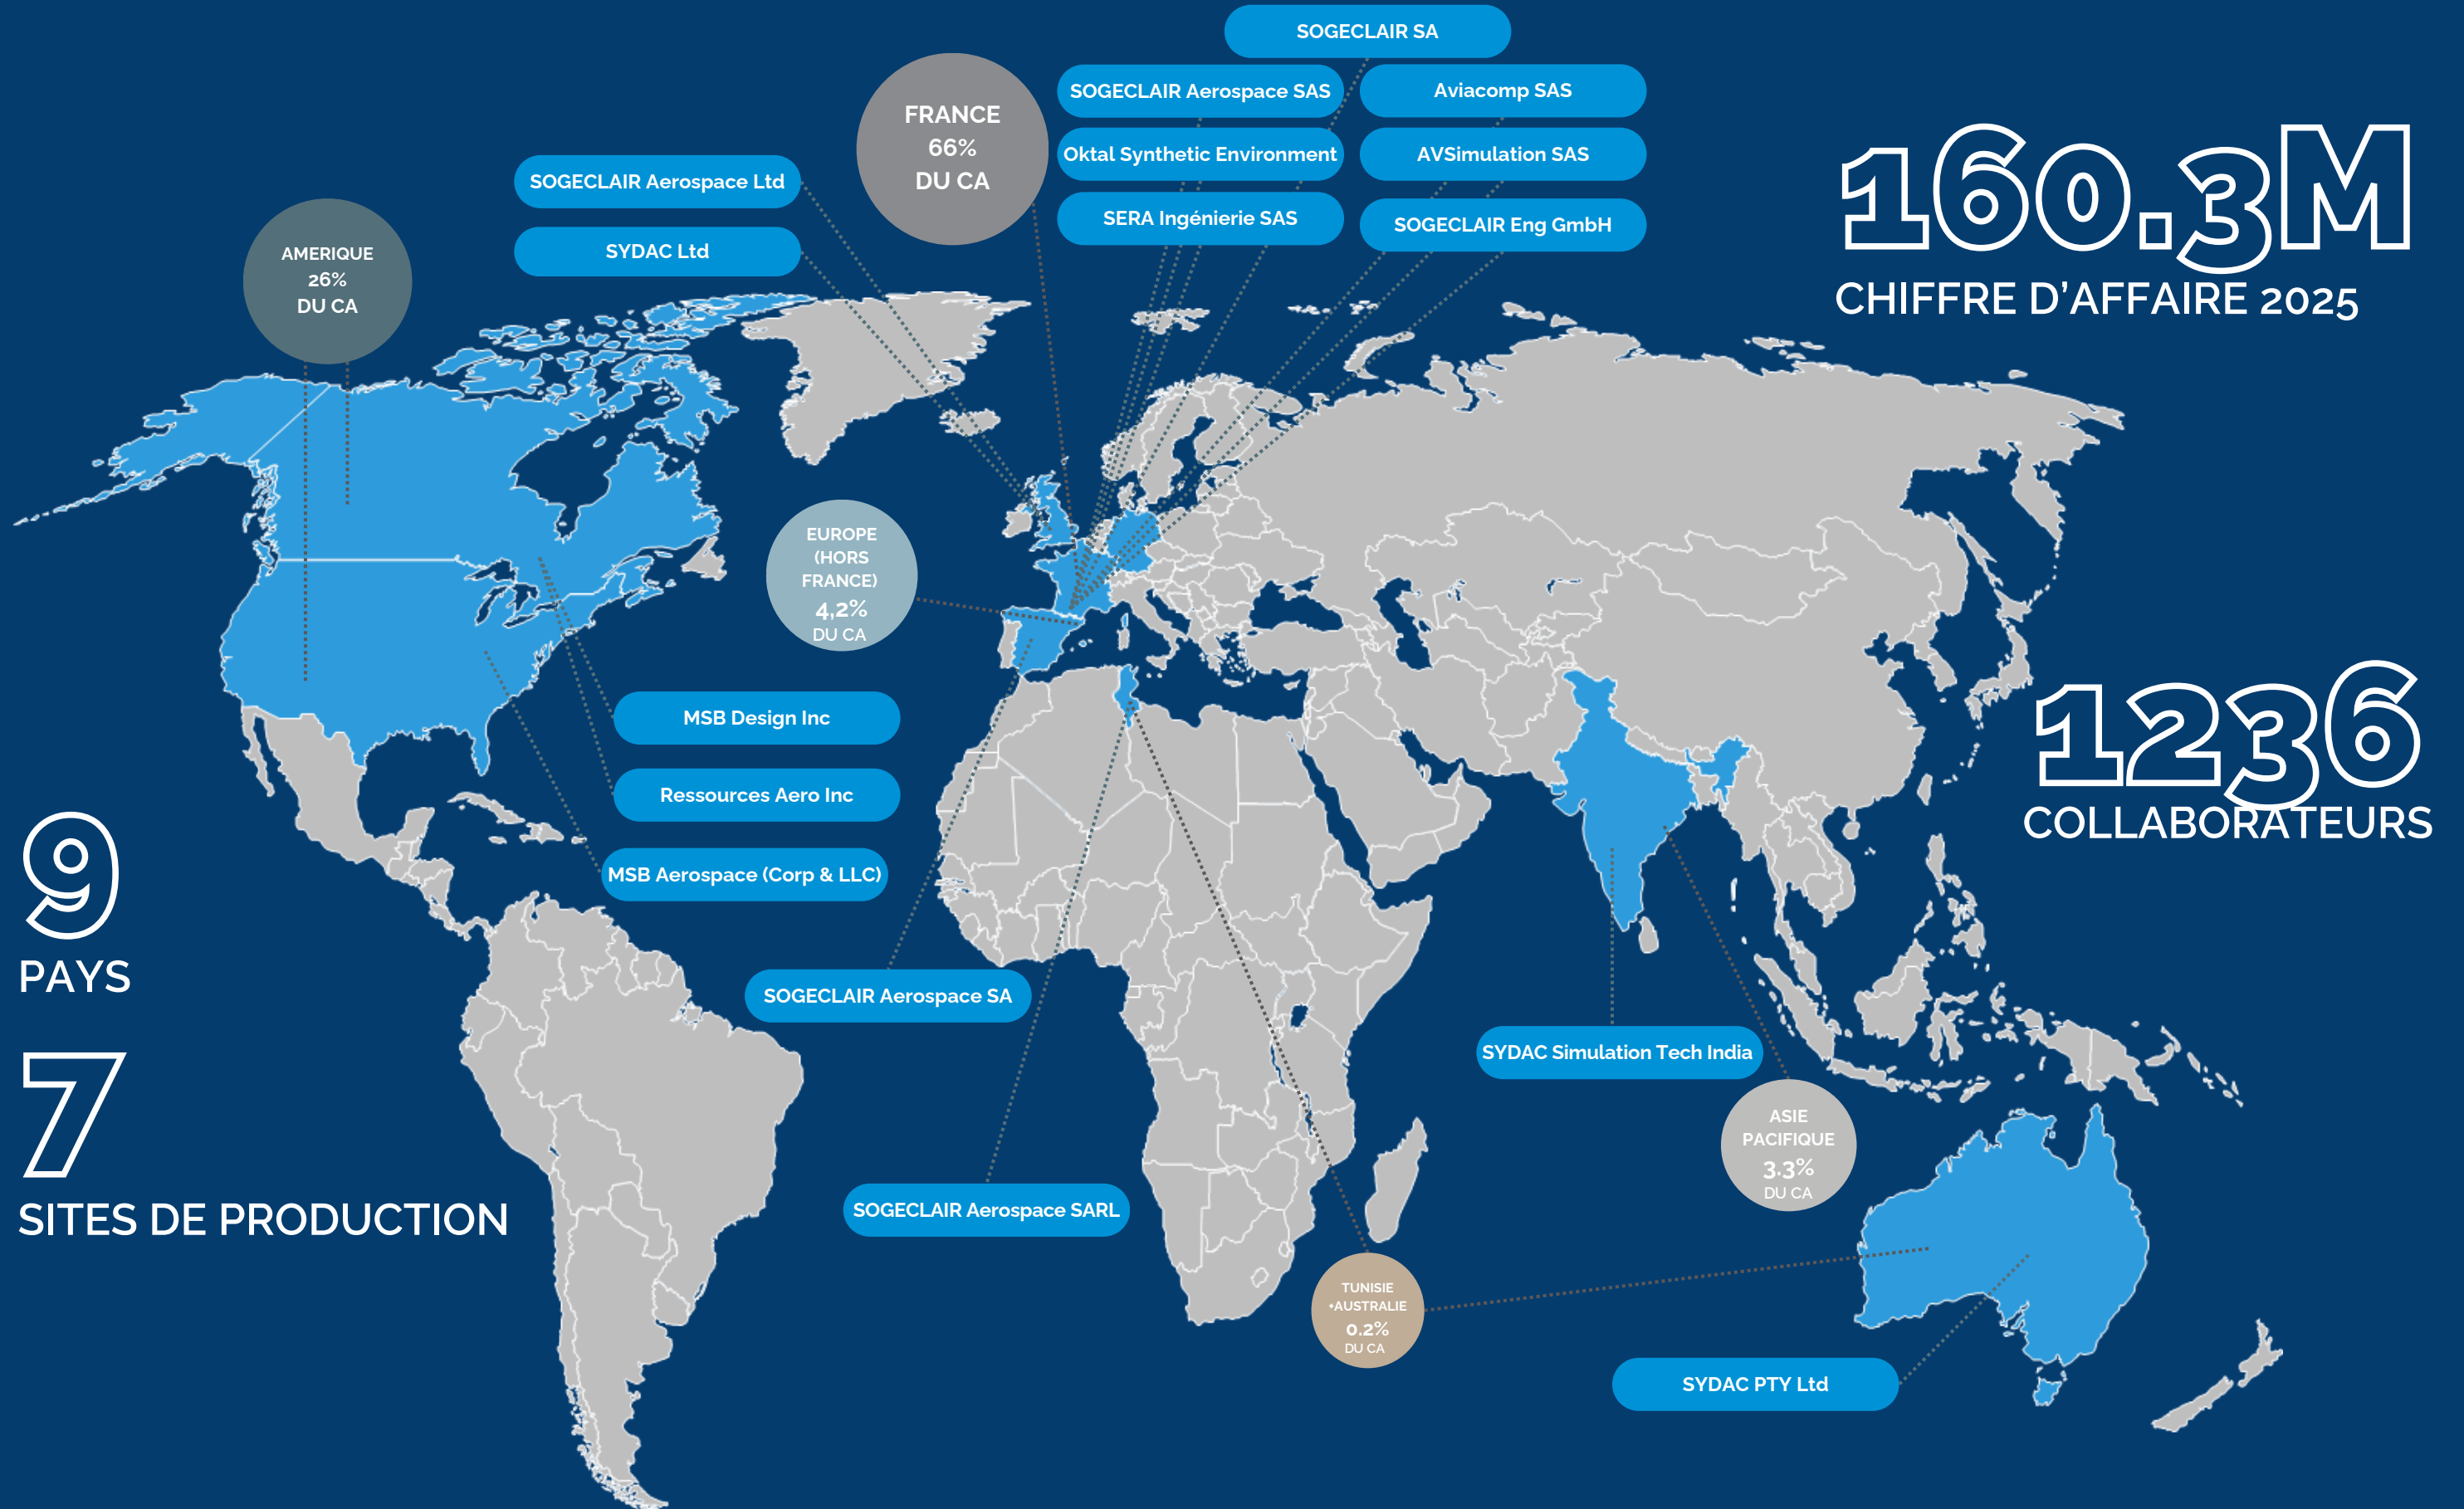 SOGECLAIR SA
SOGECLAIR Aerospace SAS
Aviacomp SAS
Oktal Synthetic Environment
AVSimulation SAS
SERA Ingénierie SAS
SOGECLAIR Eng GmbH
FRANCE
66%
DU CA
SOGECLAIR Aerospace Ltd
SYDAC Ltd
AMERIQUE
26%
DU CA
160.3M
CHIFFRE D’AFFAIRE 2025
EUROPE
(HORS
FRANCE)
4,2%
DU CA
MSB Design Inc
Ressources Aero Inc
MSB Aerospace (Corp & LLC)
1236
COLLABORATEURS
9
PAYS
7
SITES DE PRODUCTION
SOGECLAIR Aerospace SA
SOGECLAIR Aerospace SARL
SYDAC Simulation Tech India
ASIE
PACIFIQUE
3.3%
DU CA
TUNISIE
+AUSTRALIE
0.2%
DU CA
SYDAC PTY Ltd